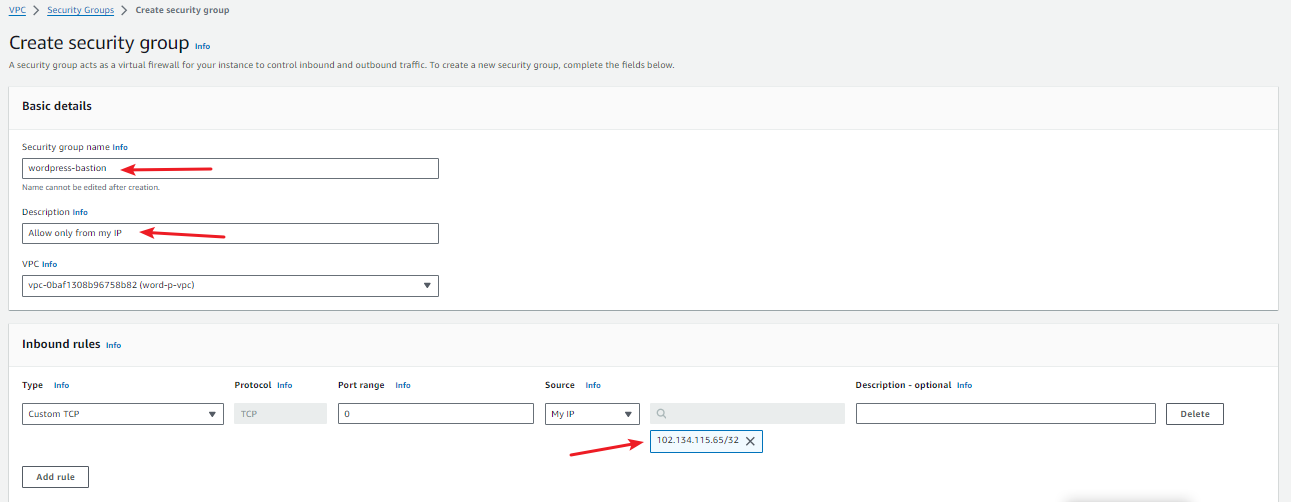 VPC > Security Groups > Create security group
Create security group Info
A security group acts as a virtual firewall for your instance to control inbound and outbound traffic. To create a new security group, complete the fields below.
Basic details
Security group name Info
wordpress-bastion
Name cannot be edited after creation.
Description Info
Allow only from my IP
VPC Info
vpc-0baf1308b96758b82 (word-p-vpc)
Inbound rules Info
Type Info Protocol Info Port range Info Source Info Description - optional Info
Custom TCP TCP 0 My IP Delete
102.134.115.65/32
Add rule